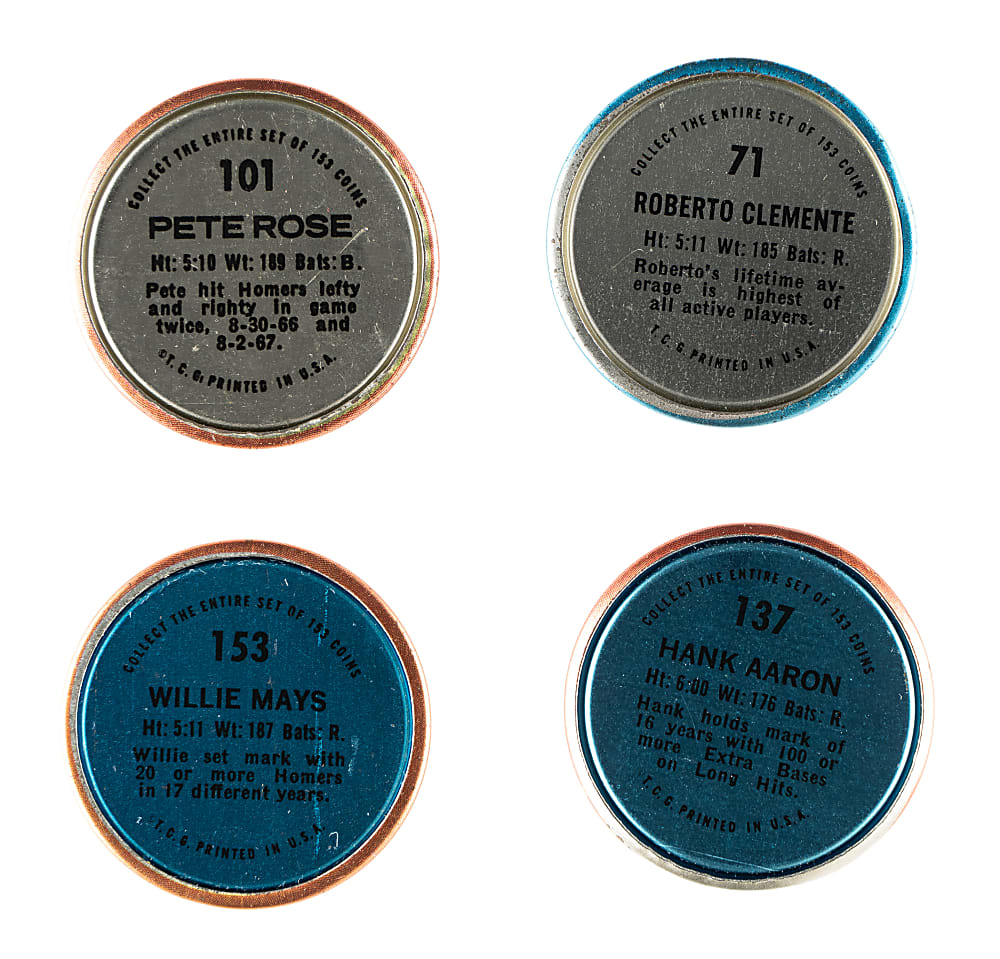 COLLECT THE ENTIRE SET OF 153 COINS
101
PETE ROSE
Ht: 5:10 Wt: 189 Bats: B.
Pete hit Homers lefty
and righty in game
twice, 8-30-66 and
8-2-67.
©T.C.G. PRINTED IN U.S.A.
COLLECT THE ENTIRE SET OF 153 COINS
71
ROBERTO CLEMENTE
Ht: 5:11 Wt: 185 Bats: R.
Roberto's lifetime av-
erage is highest of
all active players.
T.C.G. PRINTED IN U.S.A.
COLLECT THE ENTIRE SET OF 153 COINS
153
WILLIE MAYS
Ht: 5:11 Wt: 187 Bats: R.
Willie set mark with
20 or more Homers
in 17 different years.
©T.C.G. PRINTED IN U.S.A.
COLLECT THE ENTIRE SET OF 153 COINS
137
HANK AARON
Ht: 6:00 Wt: 176 Bats: R.
Hank holds mark of
16 years with 100 or
more Extra Bases
on Long Hits.
T.C.G. PRINTED IN U.S.A.